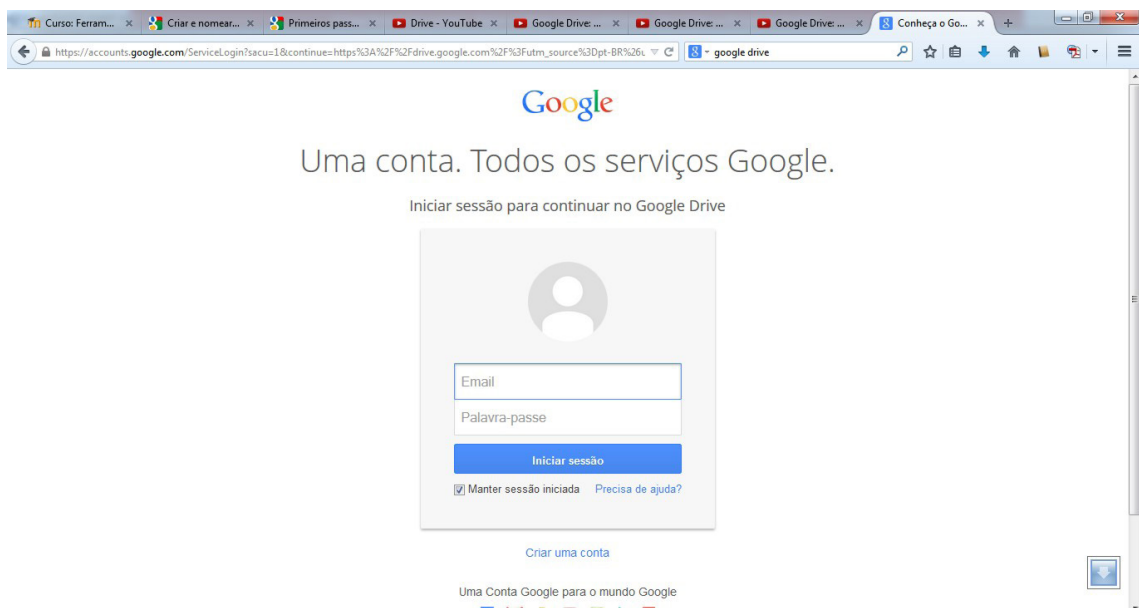 Curso: Ferram...
Criar e nomear...
Primeiros pass...
Drive - YouTube
Google Drive: ...
Google Drive: ...
Google Drive: ...
Conheça o Go...
https://accounts.google.com/ServiceLogin?sacu=1&continue=https%3A%2F%2Fdrive.google.com%2F%3Futm_source%3Dpt-BR%26u
google drive
Google
Uma conta. Todos os serviços Google.
Iniciar sessão para continuar no Google Drive
Email
Palavra-passe
Iniciar sessão
Manter sessão iniciada Precisa de ajuda?
Criar uma conta
Uma Conta Google para o mundo Google